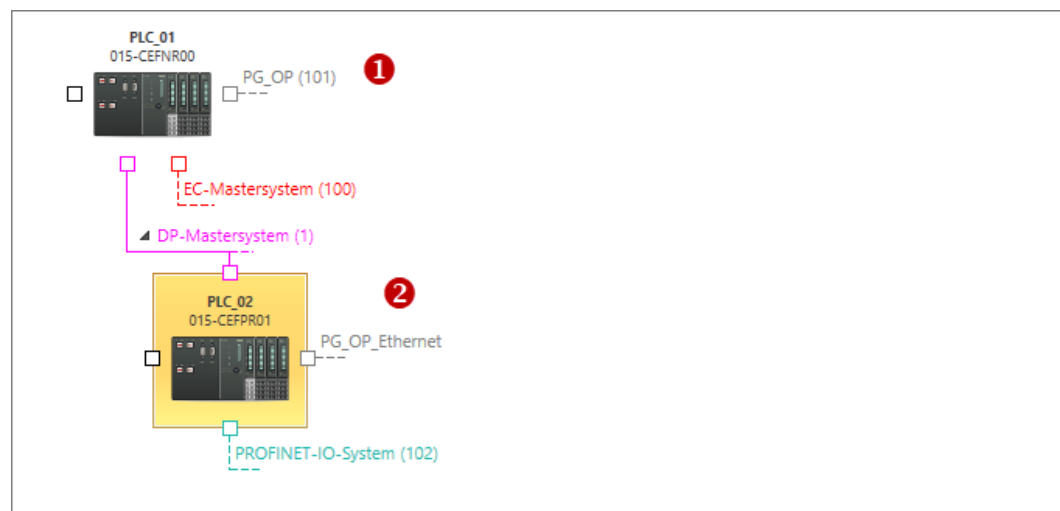 PLC_01
015-CEFNR00
PG_OP (101)
1
EC-Mastersystem (100)
DP-Mastersystem (1)
2
PLC_02
015-CEFPR01
PG_OP_Ethernet
PROFINET-IO-System (102)